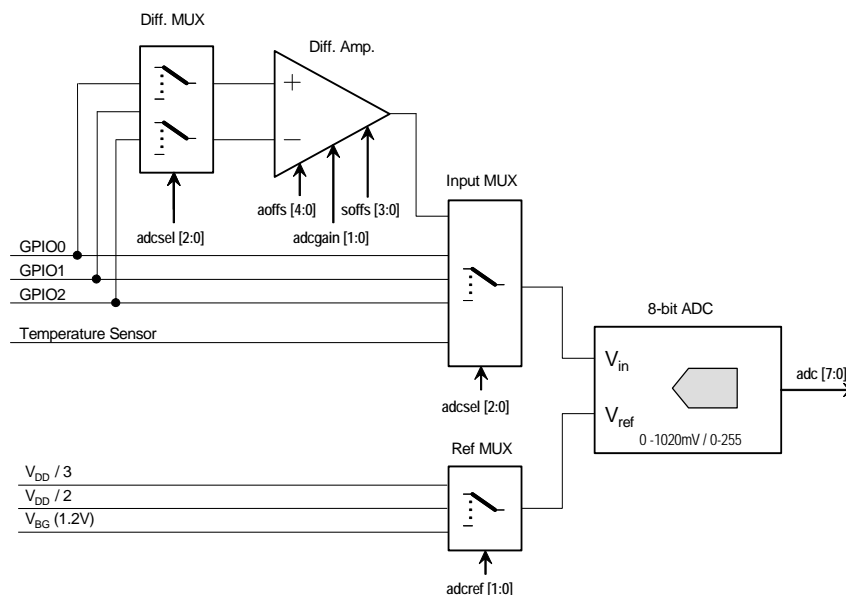 Diff. MUX
Diff. Amp.
+
−
aoffs [4:0]
soffs [3:0]
adcgain [1:0]
adcsel [2:0]
Input MUX
GPIO0
GPIO1
GPIO2
Temperature Sensor
adcsel [2:0]
8-bit ADC
Vin
Vref
0 -1020mV / 0-255
adc [7:0]
Ref MUX
VDD / 3
VDD / 2
VBG (1.2V)
adcref [1:0]